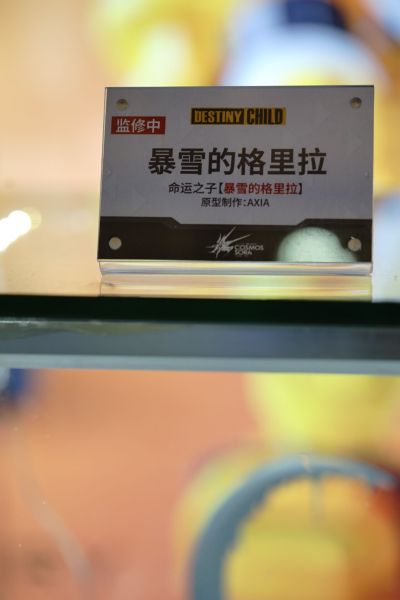 监修中
DESTINY CHILD
暴雪的格里拉
命运之子【暴雪的格里拉】
原型制作：AXIA
COSMOS
SORA